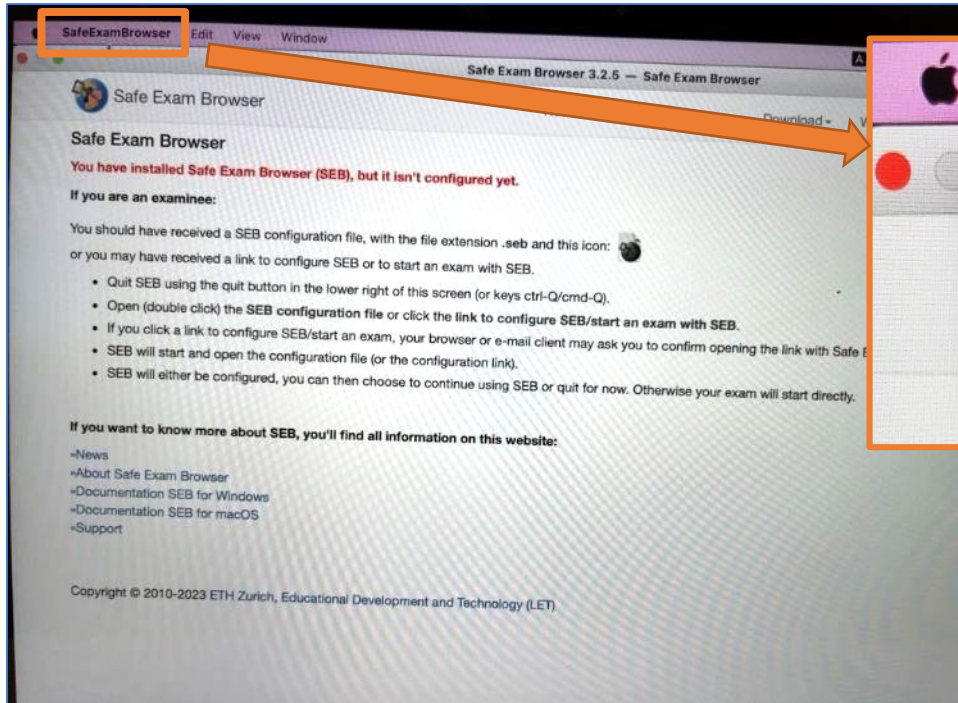 SafeExamBrowser Edit View Window
A
Safe Exam Browser 3.2.5 — Safe Exam Browser
Safe Exam Browser
Download
Safe Exam Browser
You have installed Safe Exam Browser (SEB), but it isn't configured yet.
If you are an examinee:
You should have received a SEB configuration file, with the file extension .seb and this icon:
or you may have received a link to configure SEB or to start an exam with SEB.
• Quit SEB using the quit button in the lower right of this screen (or keys ctrl-Q/cmd-Q).
• Open (double click) the SEB configuration file or click the link to configure SEB/start an exam with SEB.
• If you click a link to configure SEB/start an exam, your browser or e-mail client may ask you to confirm opening the link with Safe
• SEB will start and open the configuration file (or the configuration link).
• SEB will either be configured, you can then choose to continue using SEB or quit for now. Otherwise your exam will start directly.
If you want to know more about SEB, you'll find all information on this website:
»News
»About Safe Exam Browser
»Documentation SEB for Windows
»Documentation SEB for macOS
»Support
Copyright © 2010-2023 ETH Zurich, Educational Development and Technology (LET)